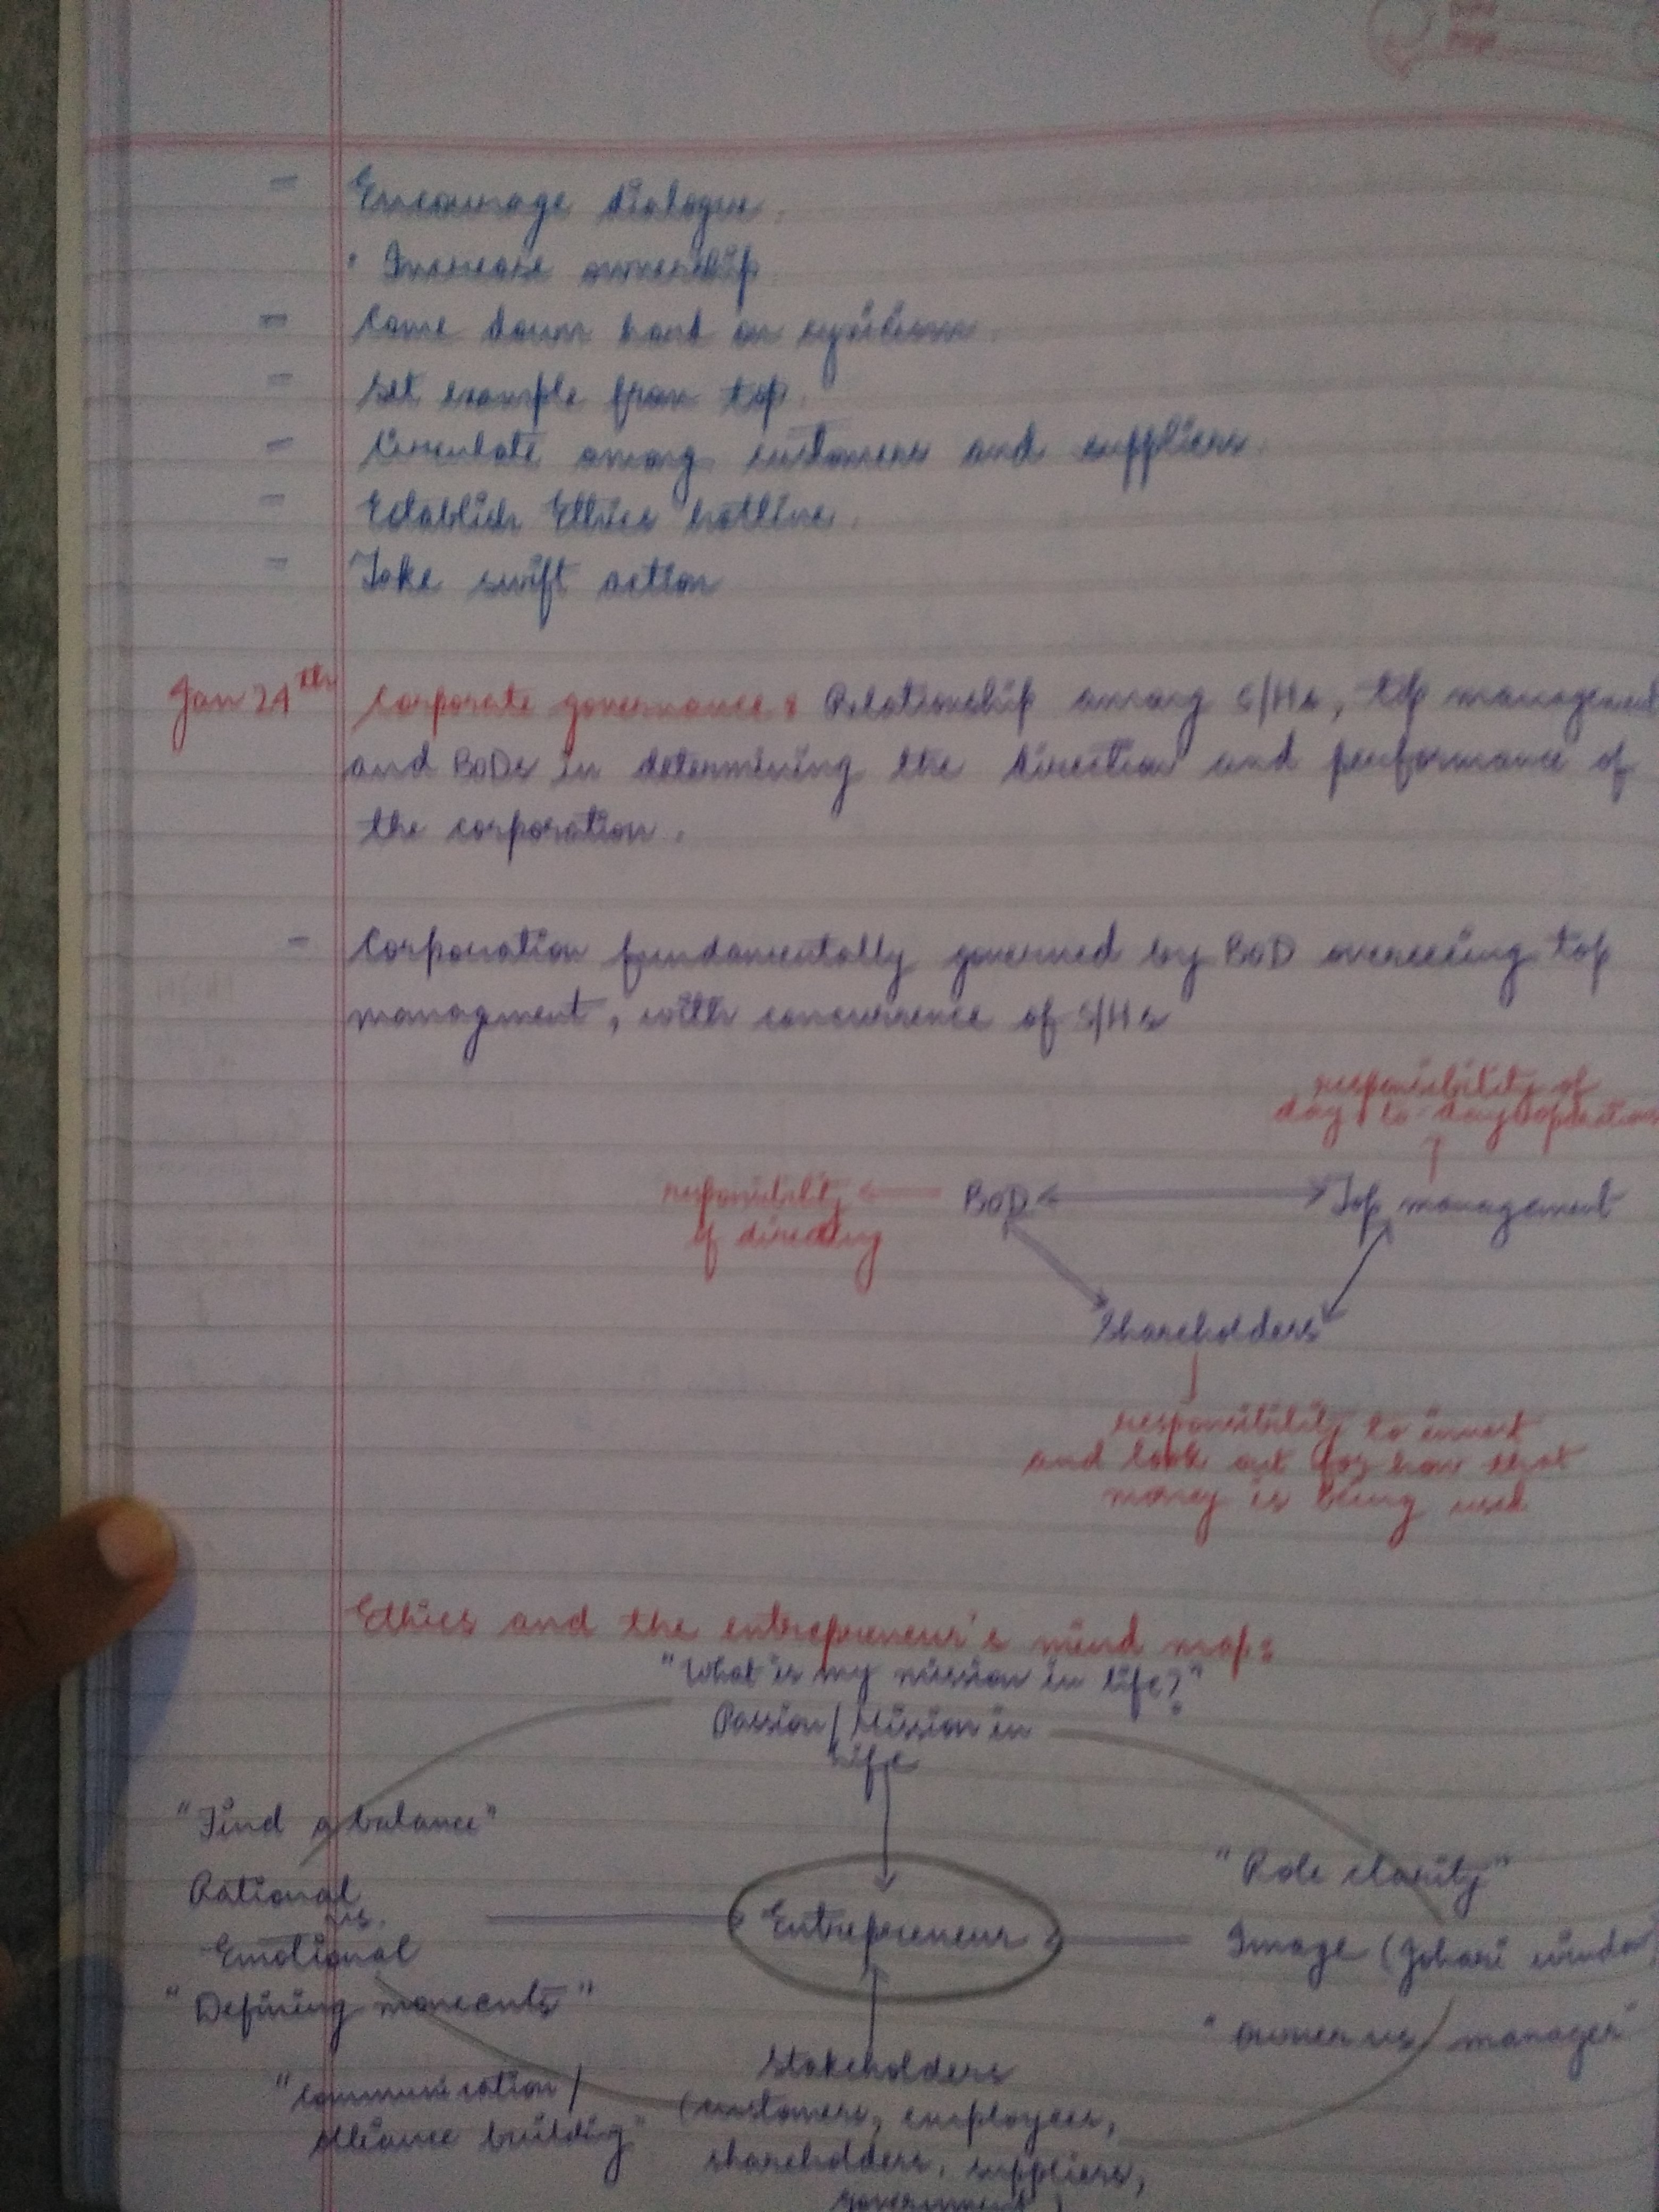 - Encourage dialogue.
• Increase ownership
- Come down hard on cynicism.
- Set example from top.
- Circulate among customers and suppliers.
- Establish Ethics hotline.
- Take swift action
Jan 24th Corporate governance: Relationship among S/Hs, top management
and BoDs in determining the direction and performance of
the corporation.
- Corporation fundamentally governed by BoD overseeing top
managment, with concurrence of S/Hs
responsibility of
day to day operations
responsibility
of directing
BoD
Top management
Shareholders
responsibility to invest
and look out for how that
money is being used
Ethics and the entrepreneur's mind map:
"What is my mission in life?"
Passion / Mission in
life
"Find a balance"
Rational
vs.
Emotional
"Defining moments"
Entrepreneur
"Role clarity"
Image (Johari window)
"owner vs manager"
"communication /
alliance building"
Stakeholders
(customers, employees,
shareholders, suppliers,
government)